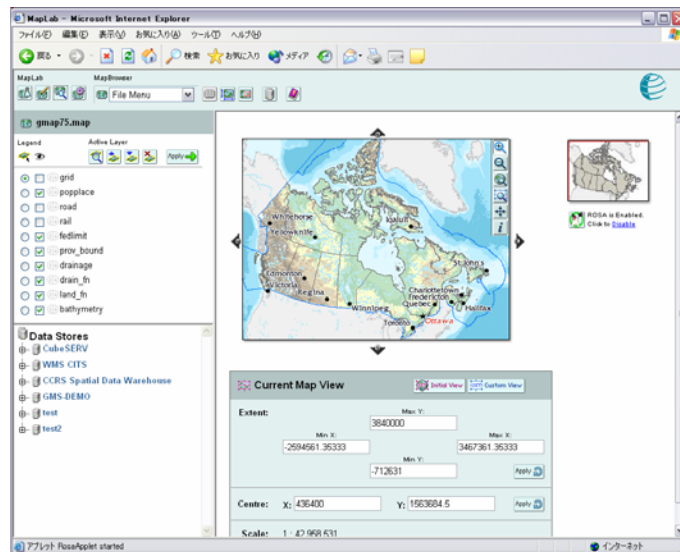 MapLab - Microsoft Internet Explorer
ファイル(F) 編集(E) 表示(V) お気に入り(A) ツール(T) ヘルプ(H)
戻る 検索 お気に入り メディア
MapLab MapBrowser
File Menu
gmap75.map
Legend Active Layer
Apply
grid
popplace
road
rail
fedlimit
prov_bound
drainage
drain_fn
land_fn
bathymetry
Data Stores
CubeSERV
WMS CITS
CCRS Spatial Data Warehouse
GMS-DEMO
test
test2
Whitehorse
Yellowknife
Iqaluit
Edmonton
Victoria
Regina
Winnipeg
St. John's
Charlottetown
Fredericton
Quebec
Halifax
Toronto
Ottawa
ROSA is Enabled.
Click to Disable
Current Map View Initial View Custom View
Extent:
Max Y:
3840000
Min X: Max X:
-2594561.35333 3467361.35333
Min Y:
-712631 Apply
Centre: X: 436400 Y: 1563684.5 Apply
Scale: 1 : 42,958,531
アプレット RosaApplet started インターネット